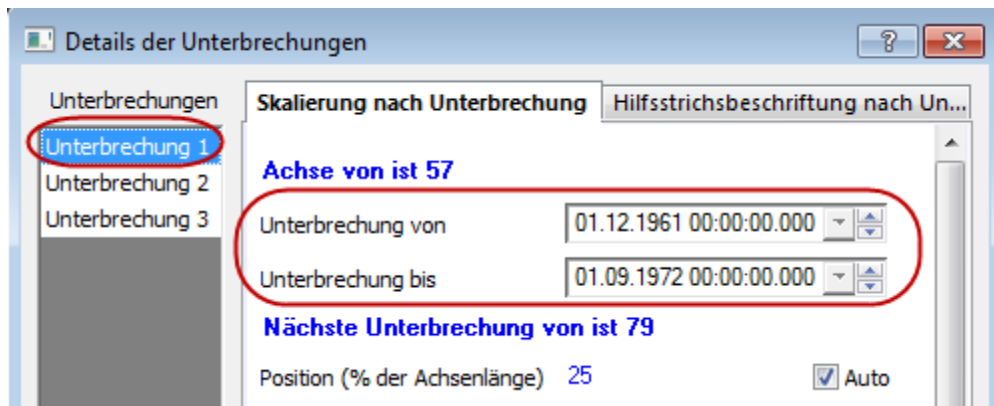 Details der Unterbrechungen
Unterbrechungen
Skalierung nach Unterbrechung Hilfsstrichsbeschriftung nach Un...
Unterbrechung 1
Unterbrechung 2
Unterbrechung 3
Achse von ist 57
Unterbrechung von 01.12.1961 00:00:00.000
Unterbrechung bis 01.09.1972 00:00:00.000
Nächste Unterbrechung von ist 79
Position (% der Achsenlänge) 25 Auto